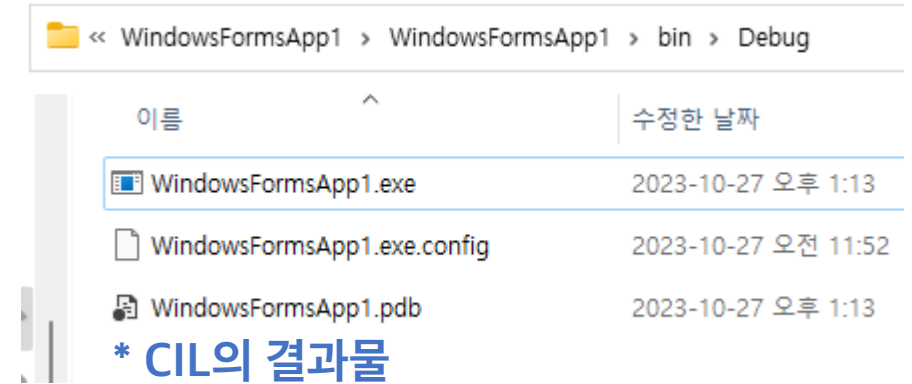 « WindowsFormsApp1 > WindowsFormsApp1 > bin > Debug
이름 수정한 날짜
WindowsFormsApp1.exe 2023-10-27 오후 1:13
WindowsFormsApp1.exe.config 2023-10-27 오전 11:52
WindowsFormsApp1.pdb 2023-10-27 오후 1:13
* CIL의 결과물